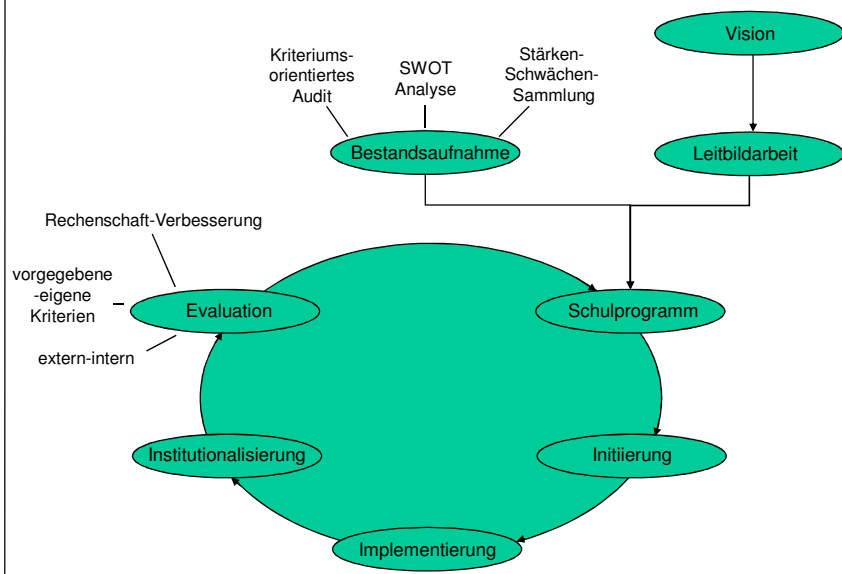 Vision
Kriteriums-
orientiertes
Audit
SWOT
Analyse
Stärken-
Schwächen-
Sammlung
Bestandsaufnahme
Leitbildarbeit
Rechenschaft-Verbesserung
vorgegebene
-eigene
Kriterien
extern-intern
Evaluation
Schulprogramm
Institutionalisierung
Initiierung
Implementierung